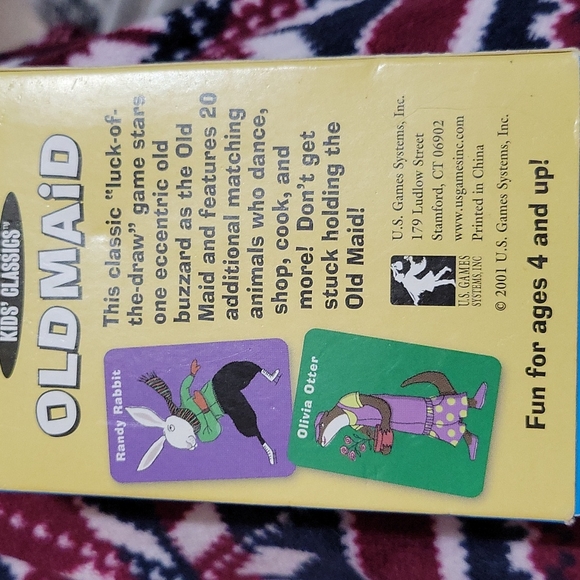 KIDS' CLASSICS™
OLD MAiD
This classic "luck-of-
the-draw" game stars
one eccentric old
buzzard as the Old
Maid and features 20
additional matching
animals who dance,
shop, cook, and
more! Don't get
stuck holding the
Old Maid!
Randy Rabbit
Olivia Otter
U.S. GAMES
SYSTEMS, INC.
U.S. Games Systems, Inc.
179 Ludlow Street
Stamford, CT 06902
www.usgamesinc.com
Printed in China
© 2001 U.S. Games Systems, Inc.
Fun for ages 4 and up!